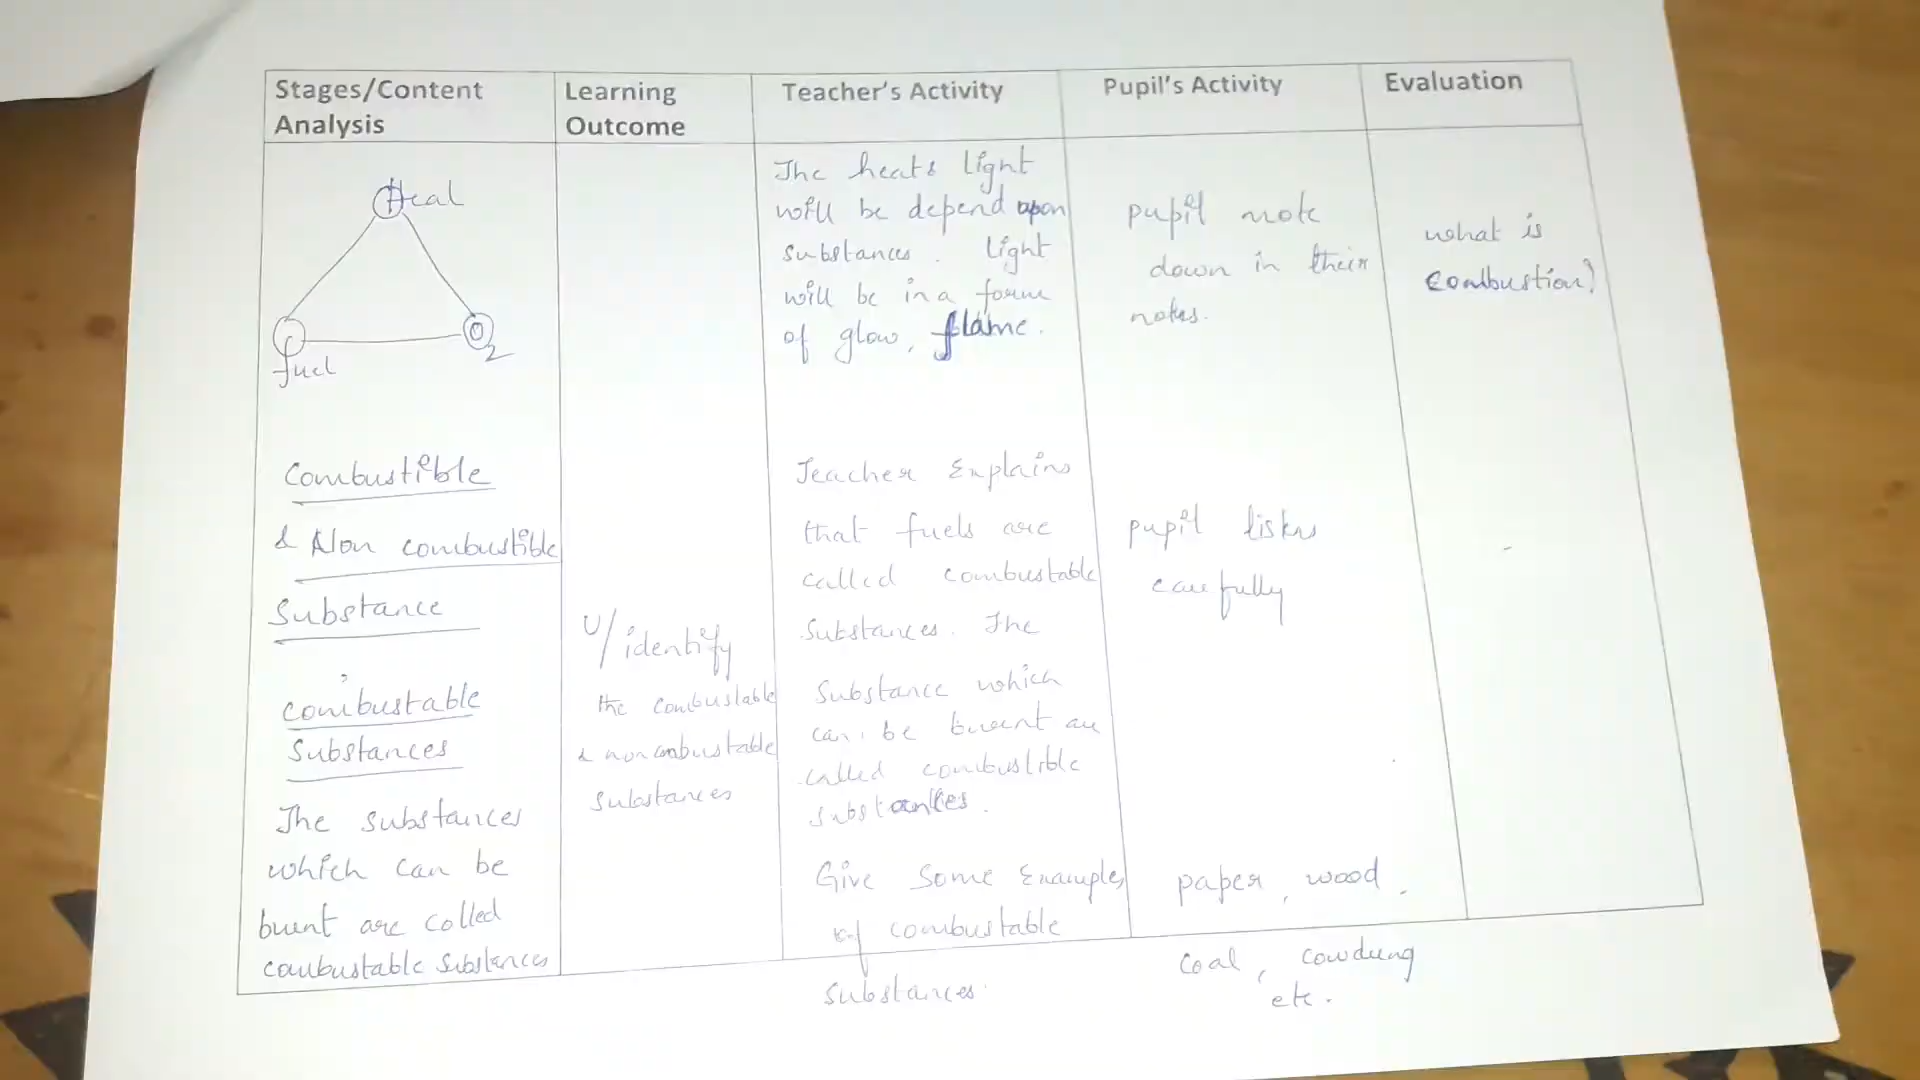 Stages/Content
Analysis
Learning
Outcome
Teacher's Activity
Pupil's Activity
Evaluation
Heat
fuel
O2
The heat & light
will be depend upon
substances. light
will be in a form
of glow, flame.
pupil note
down in their
notes.
what is
Combustion?
Combustible
& Non combustible
Substance
combustable
Substances
The substances
which can be
burnt are called
combustable Substances
U/identify
the combustable
& non combustable
substances
Teacher Explains
that fuels are
called combustable
Substances. The
Substance which
can be burent are
called combustible
substances.
Give Some Examples
of combustable
substances.
pupil listens
carefully
paper, wood,
coal, cowdung
etc.